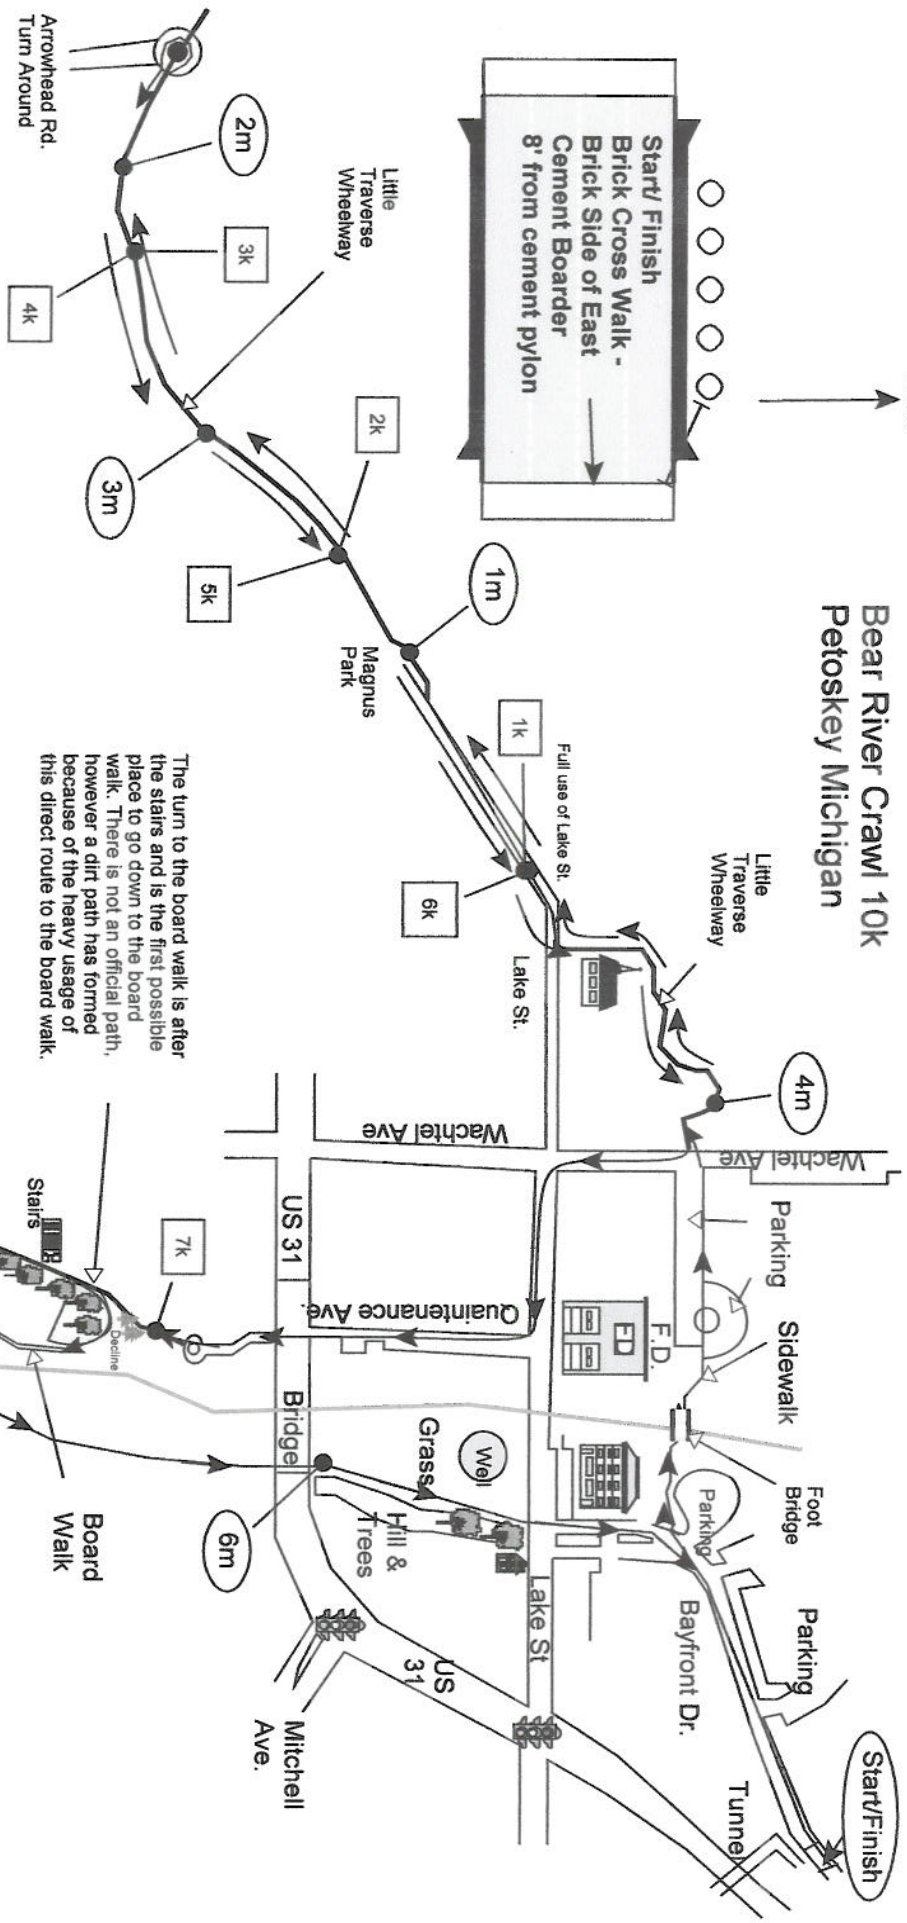 Bear River Crawl 10k
Petoskey Michigan
Start/ Finish
Brick Cross Walk -
Brick Side of East
Cement Boarder
8' from cement pylon
Arrowhead Rd.
Turn Around
2m
3k
4k
Little
Traverse
Wheelway
3m
2k
5k
1m
Magnus
Park
1k
6k
Full use of Lake St.
Lake St.
Little
Traverse
Wheelway
4m
Wachtel Ave
Wachtel Ave
Parking
Sidewalk
F.D.
FD
Foot
Bridge
Parking
Parking
Bayfront Dr.
Start/Finish
Tunnel
US 31
Quaintenance Ave.
Bridge
Grass
Well
Hill &
Trees
Lake St
US
31
Mitchell
Ave.
6m
7k
Stairs
Decline
Board
Walk
The turn to the board walk is after
the stairs and is the first possible
place to go down to the board
walk. There is not an official path,
however a dirt path has formed
because of the heavy usage of
this direct route to the board walk.